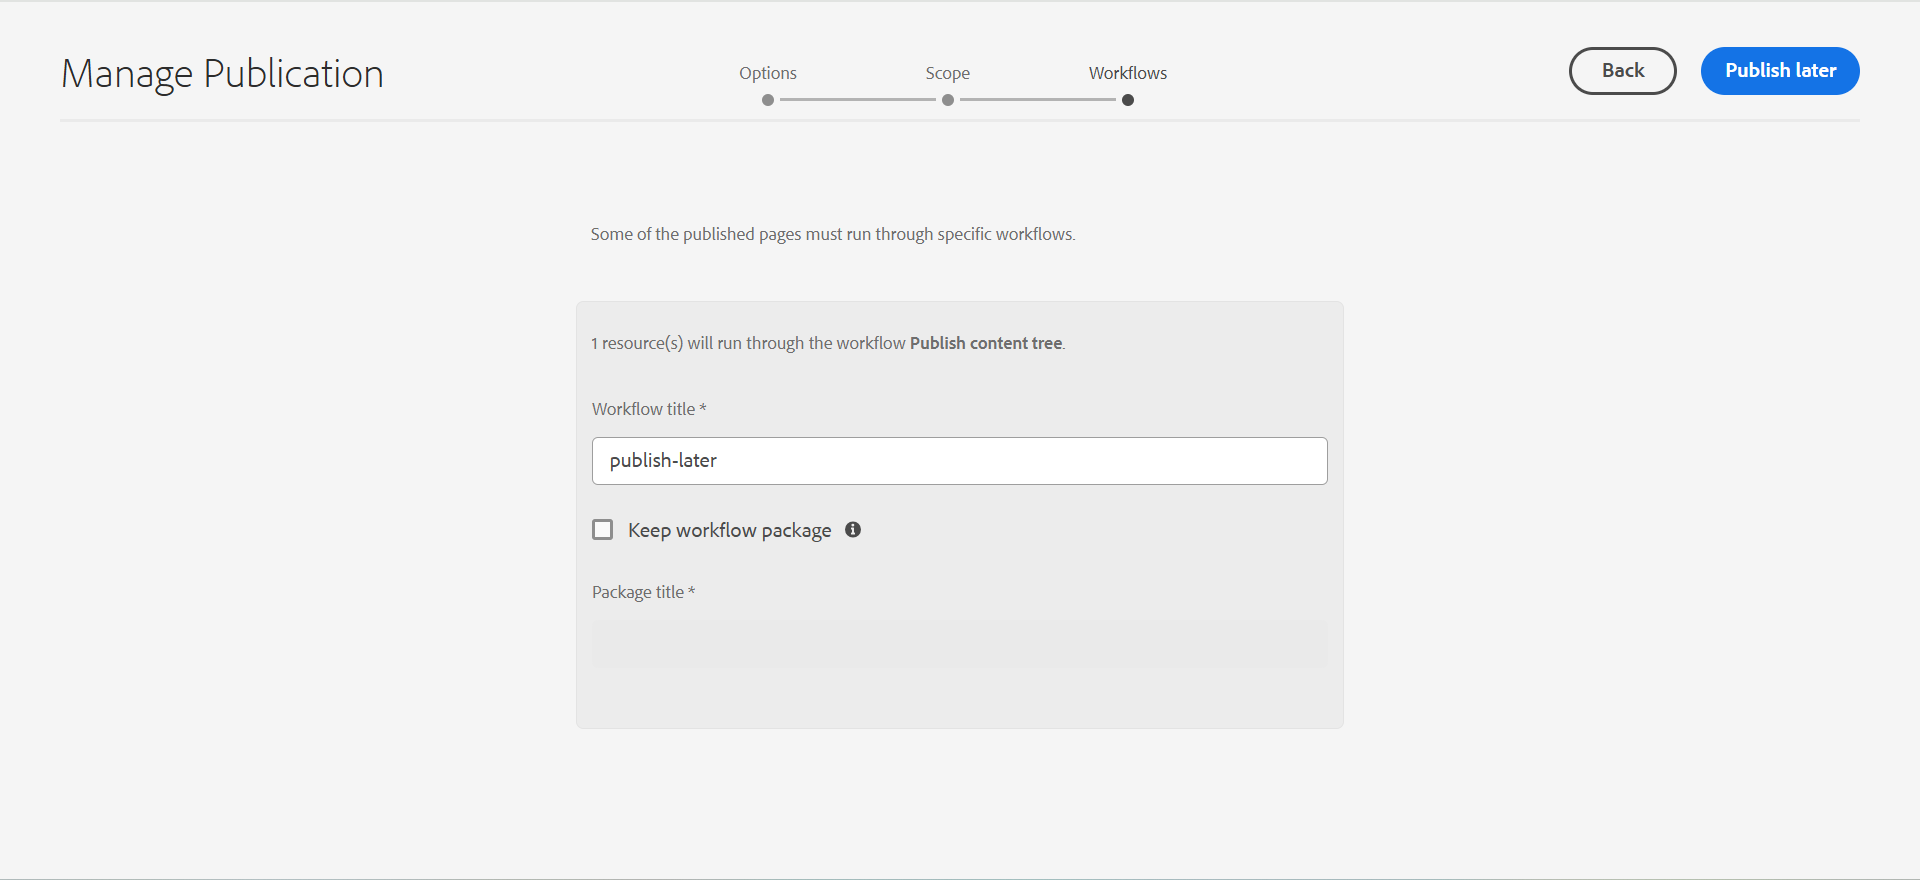 Manage Publication
Options
Scope
Workflows
Back
Publish later
Some of the published pages must run through specific workflows.
1 resource(s) will run through the workflow Publish content tree.
Workflow title *
publish-later
Keep workflow package
Package title *